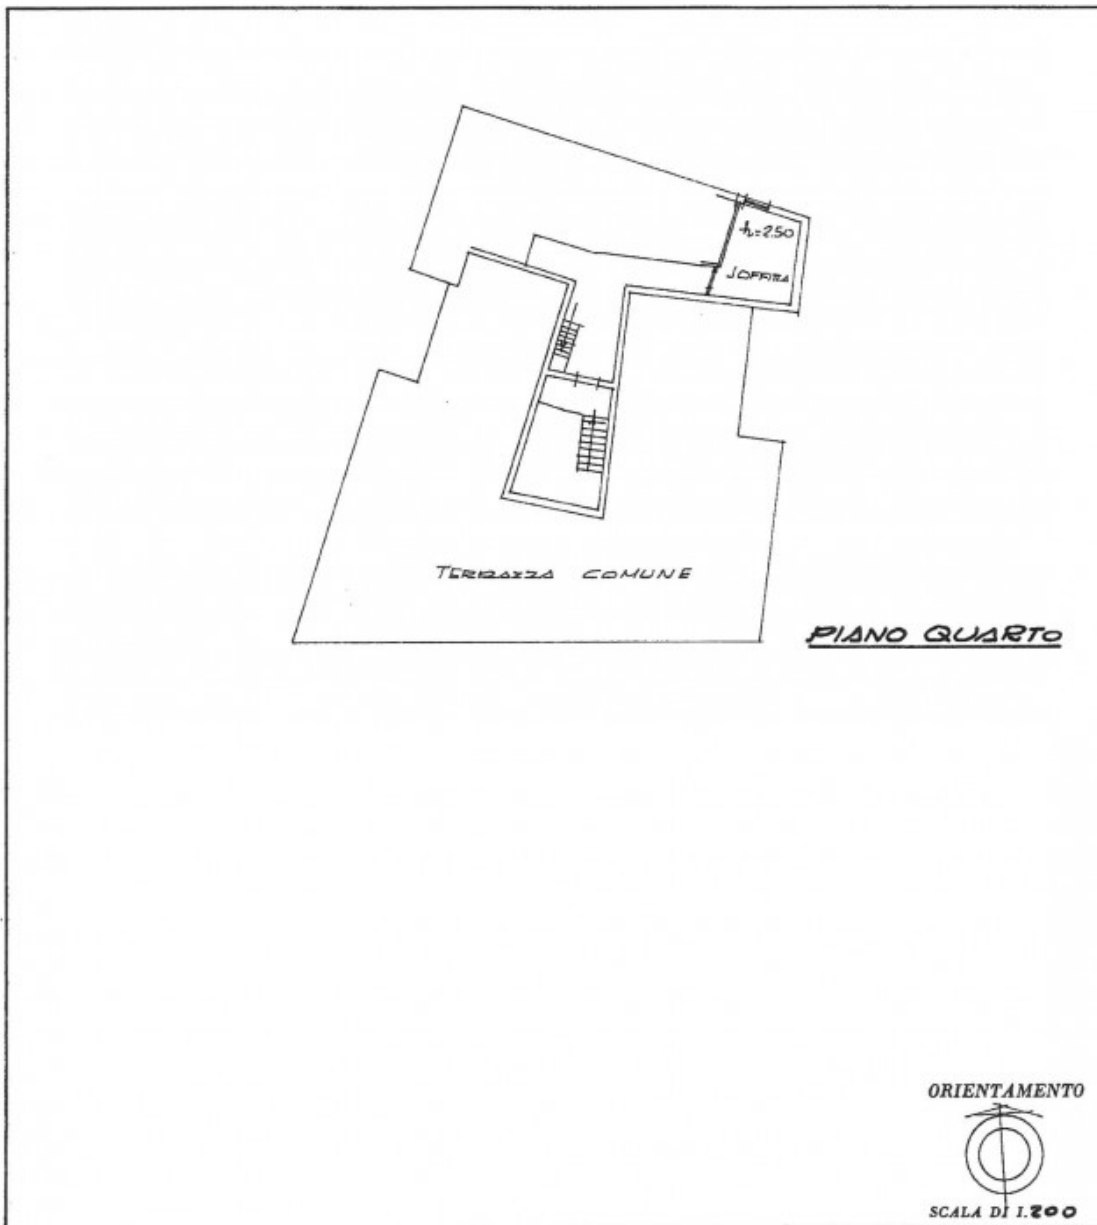 h=2.50
SOFFITTA
TERRAZZA COMUNE
PIANO QUARTO
ORIENTAMENTO
SCALA DI 1.200